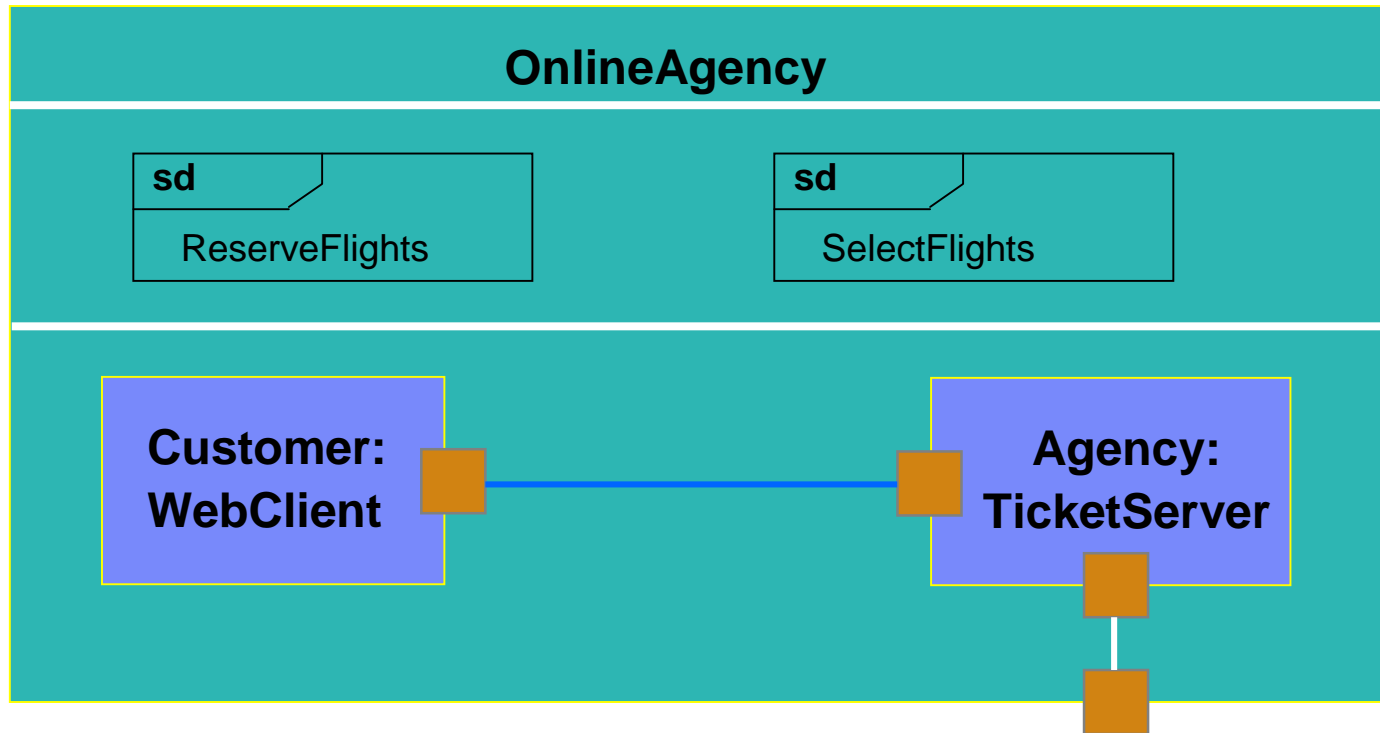 OnlineAgency
sd
ReserveFlights
sd
SelectFlights
Customer:
WebClient
Agency:
TicketServer